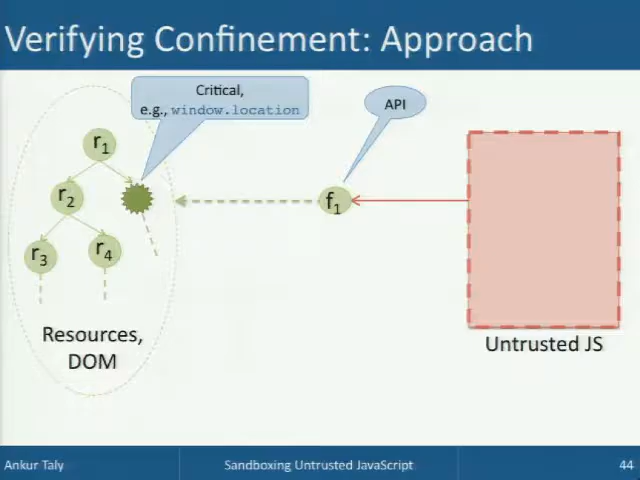 Verifying Confinement: Approach
Critical,
e.g., window.location
API
r1
r2
f1
r3
r4
Resources,
DOM
Untrusted JS
Ankur Taly
Sandboxing Untrusted JavaScript
44